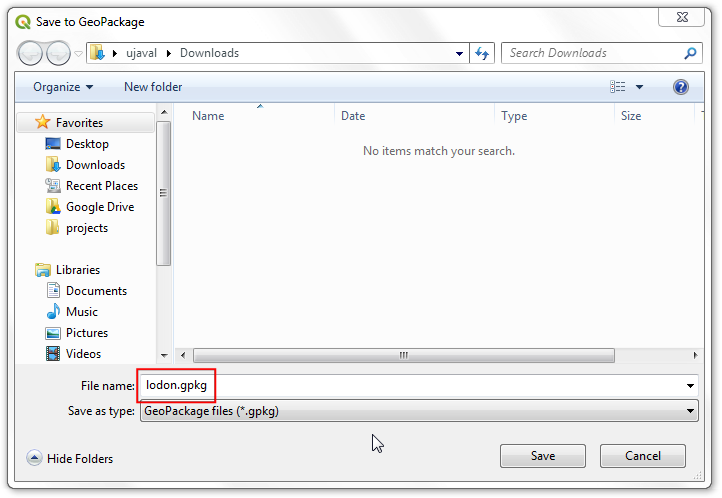 Save to GeoPackage
ujaval Downloads
Search Downloads
Organize New folder
Name Date Type Size T
No items match your search.
Favorites
Desktop
Downloads
Recent Places
Google Drive
projects
Libraries
Documents
Music
Pictures
Videos
File name: lodon.gpkg
Save as type: GeoPackage files (*.gpkg)
Hide Folders Save Cancel